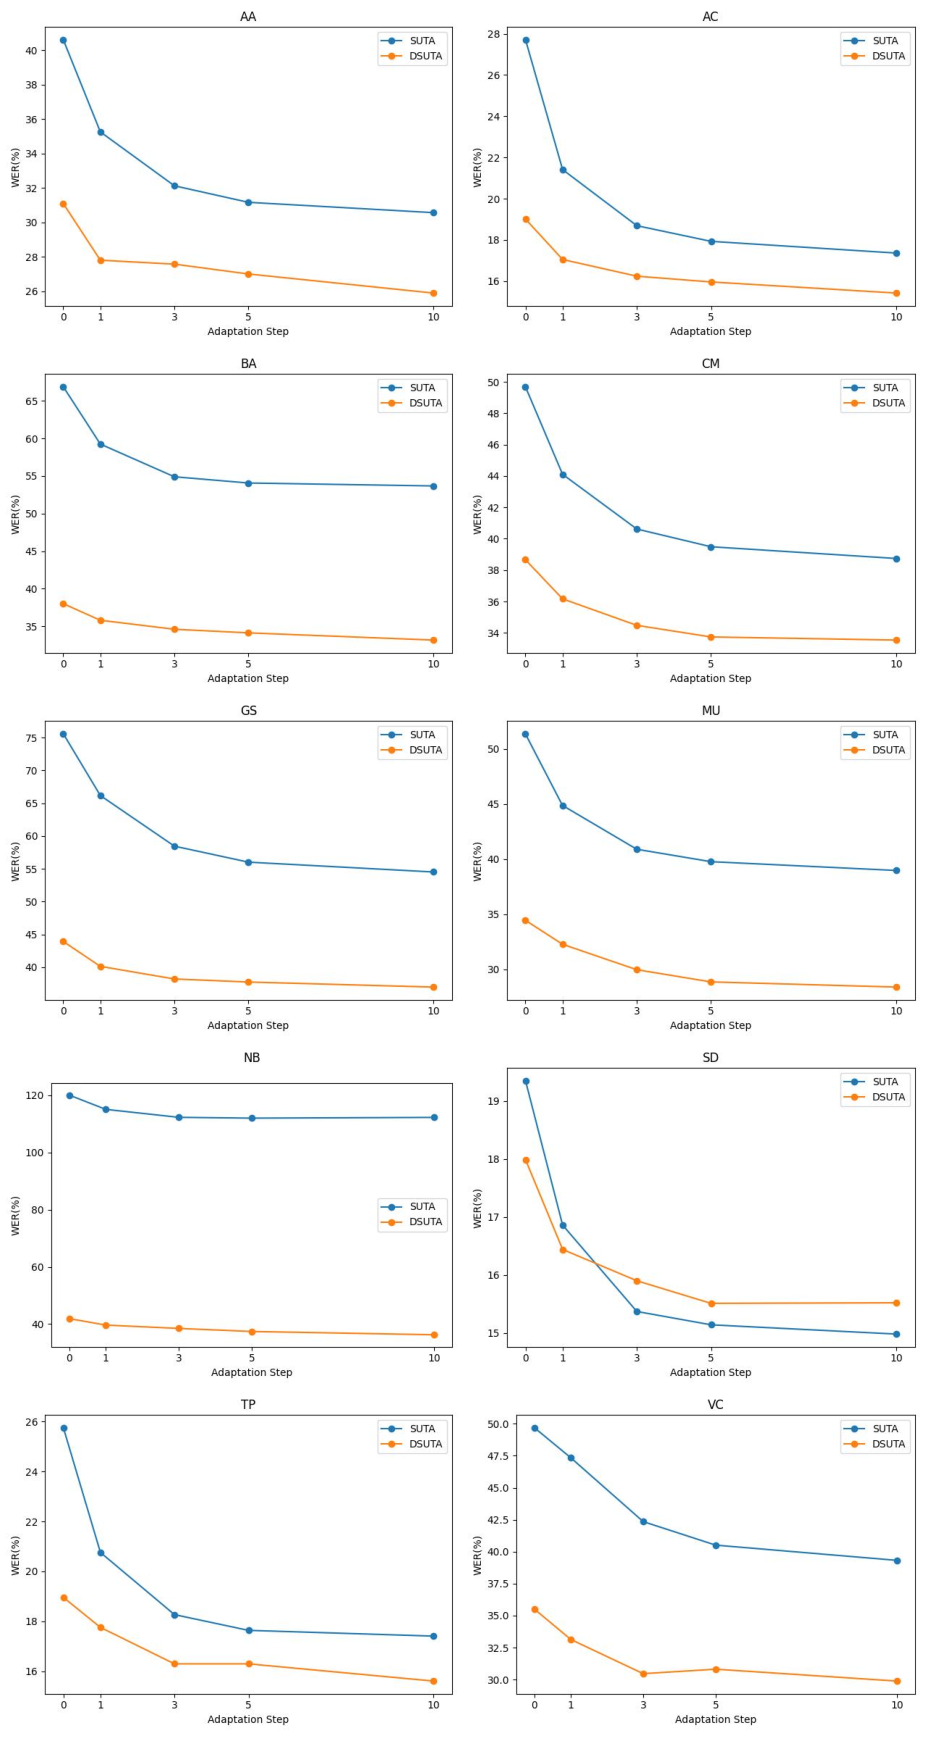 AA
WER(%)
40
38
36
34
32
30
28
26
0 1 3 5 10
Adaptation Step
SUTA
DSUTA
AC
WER(%)
28
26
24
22
20
18
16
0 1 3 5 10
Adaptation Step
SUTA
DSUTA
BA
WER(%)
65
60
55
50
45
40
35
0 1 3 5 10
Adaptation Step
SUTA
DSUTA
CM
WER(%)
50
48
46
44
42
40
38
36
34
0 1 3 5 10
Adaptation Step
SUTA
DSUTA
GS
WER(%)
75
70
65
60
55
50
45
40
0 1 3 5 10
Adaptation Step
SUTA
DSUTA
MU
WER(%)
50
45
40
35
30
0 1 3 5 10
Adaptation Step
SUTA
DSUTA
NB
WER(%)
120
100
80
60
40
0 1 3 5 10
Adaptation Step
SUTA
DSUTA
SD
WER(%)
19
18
17
16
15
0 1 3 5 10
Adaptation Step
SUTA
DSUTA
TP
WER(%)
26
24
22
20
18
16
0 1 3 5 10
Adaptation Step
SUTA
DSUTA
VC
WER(%)
50.0
47.5
45.0
42.5
40.0
37.5
35.0
32.5
30.0
0 1 3 5 10
Adaptation Step
SUTA
DSUTA